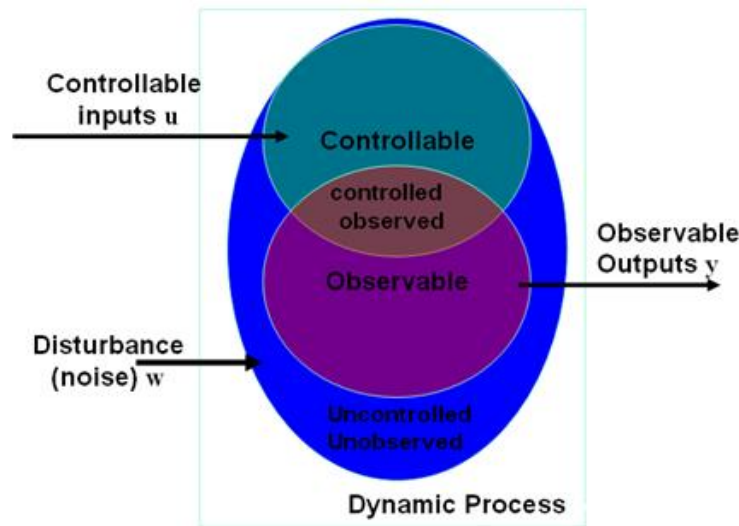 Controllable
inputs u
Controllable
controlled
observed
Observable
Observable
Outputs y
Disturbance
(noise) w
Uncontrolled
Unobserved
Dynamic Process